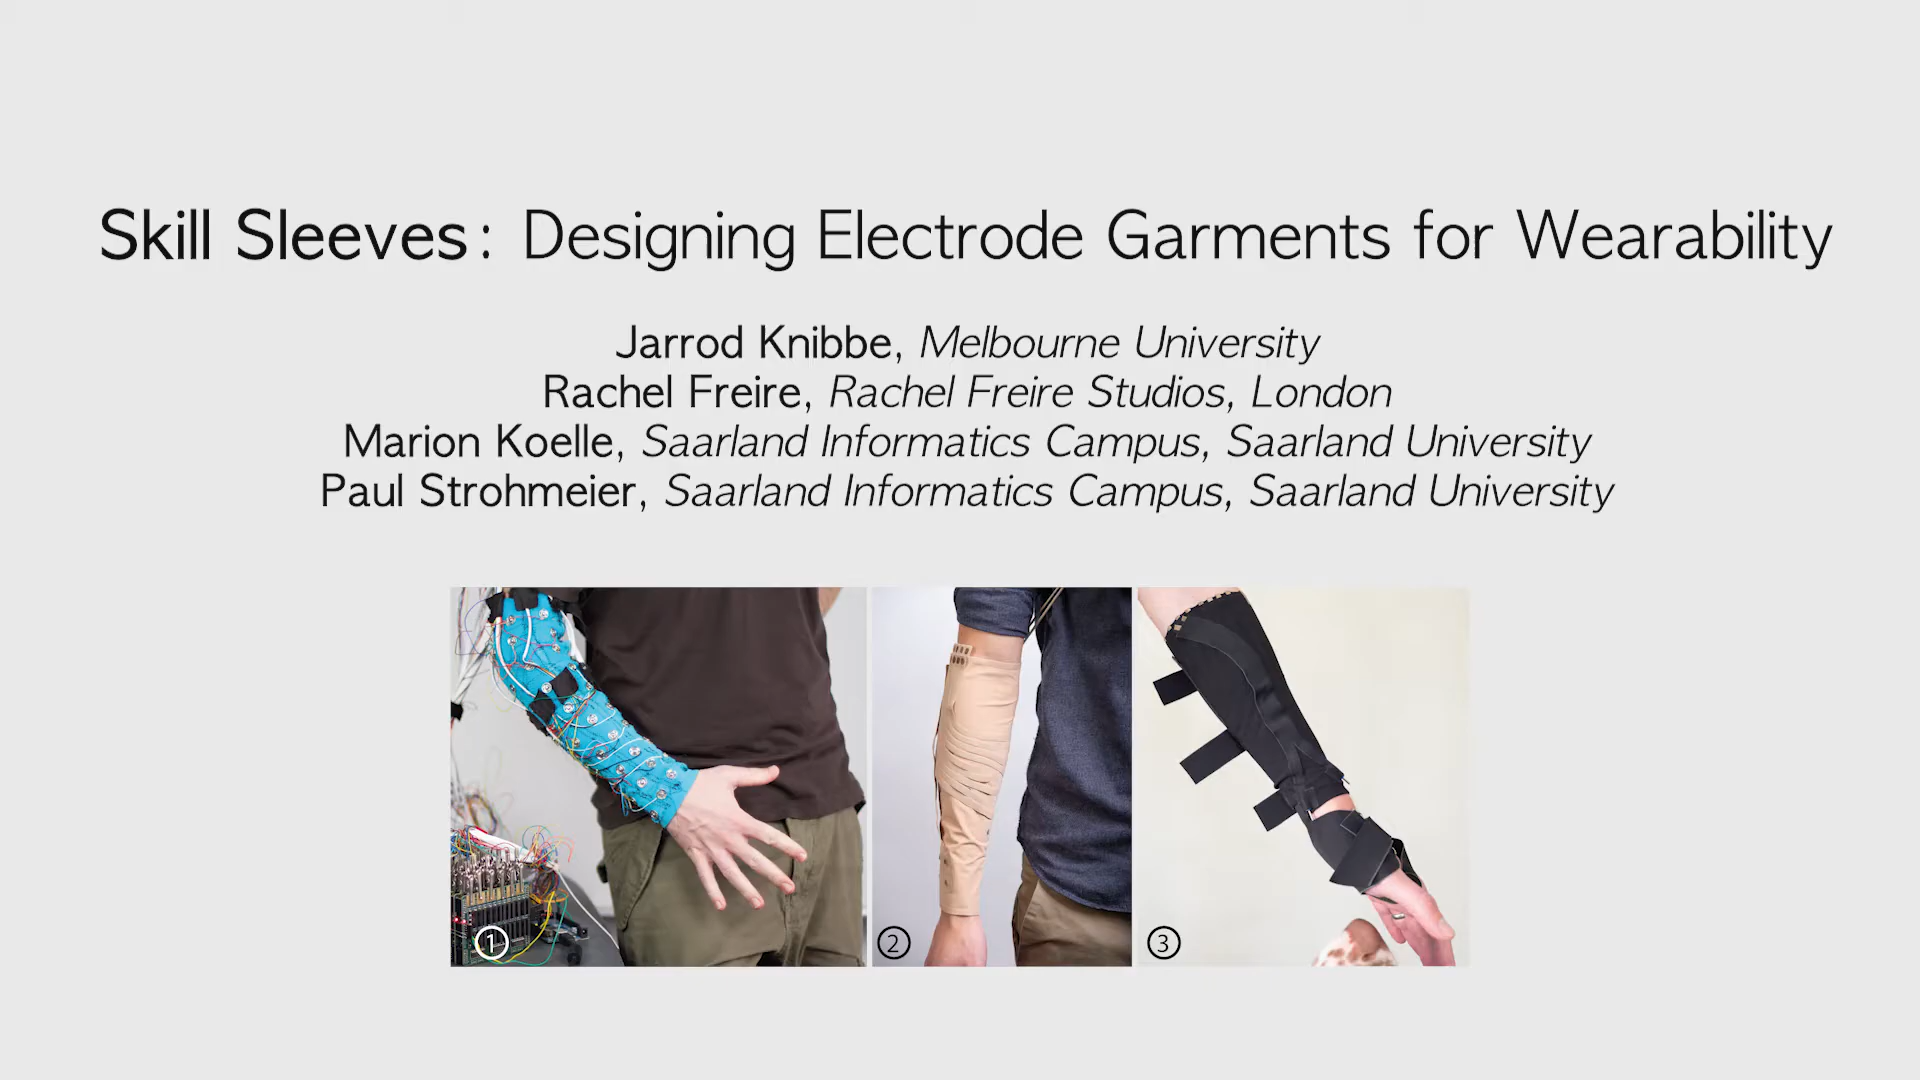 Skill Sleeves: Designing Electrode Garments for Wearability
Jarrod Knibbe, Melbourne University
Rachel Freire, Rachel Freire Studios, London
Marion Koelle, Saarland Informatics Campus, Saarland University
Paul Strohmeier, Saarland Informatics Campus, Saarland University
1
2
3